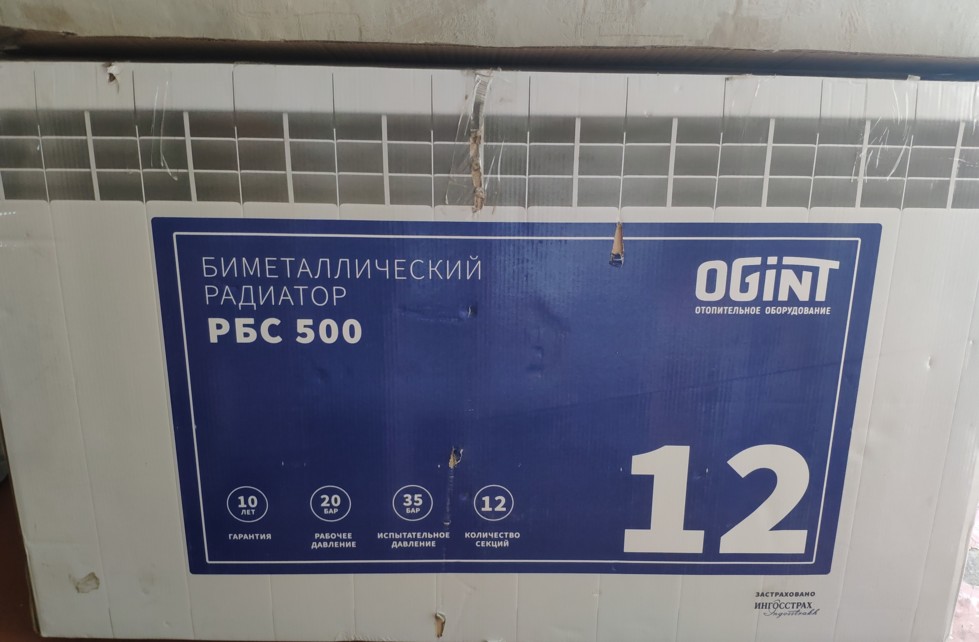 БИМЕТАЛЛИЧЕСКИЙ
РАДИАТОР
РБС 500
OGiNT
ОТОПИТЕЛЬНОЕ ОБОРУДОВАНИЕ
12
10
ЛЕТ
ГАРАНТИЯ
20
БАР
РАБОЧЕЕ
ДАВЛЕНИЕ
35
БАР
ИСПЫТАТЕЛЬНОЕ
ДАВЛЕНИЕ
12
КОЛИЧЕСТВО
СЕКЦИЙ
ЗАСТРАХОВАНО
ИНГОССТРАХ
Ingosstrakh